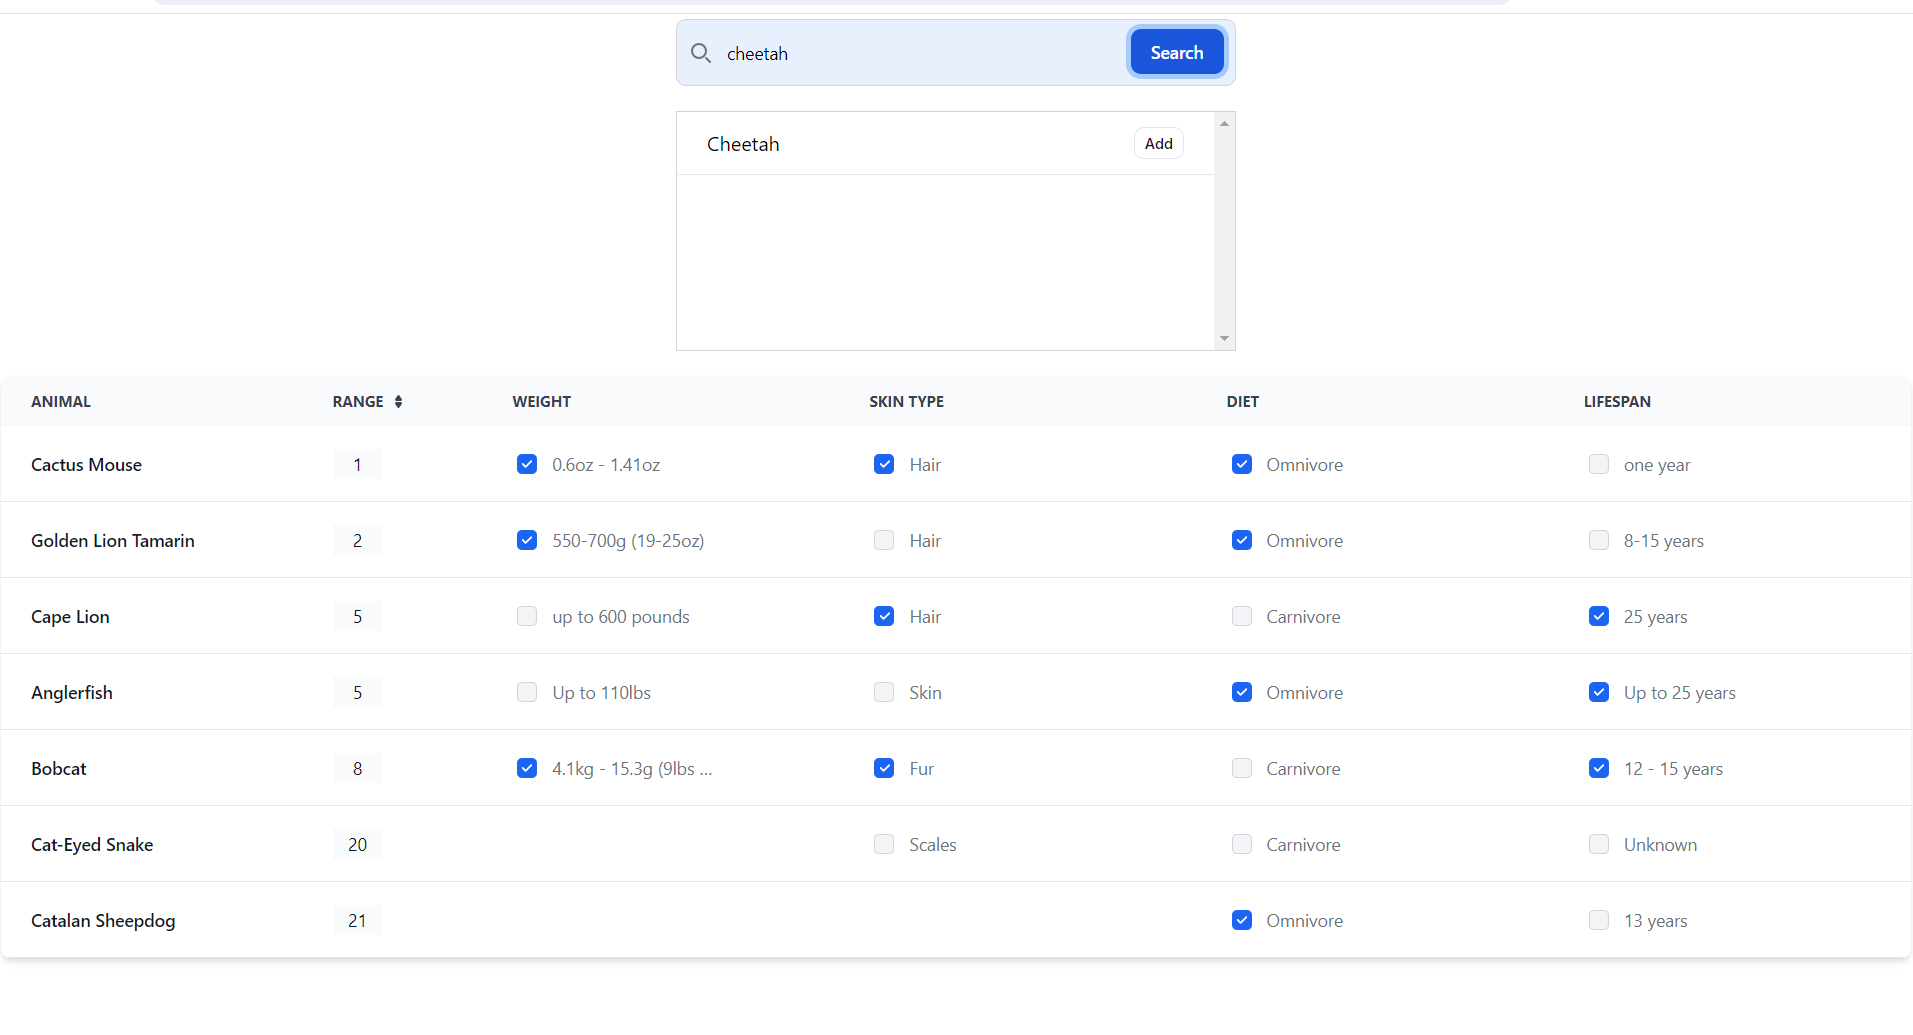 cheetah Search
Cheetah Add
ANIMAL RANGE WEIGHT SKIN TYPE DIET LIFESPAN
Cactus Mouse 1 0.6oz - 1.41oz Hair Omnivore one year
Golden Lion Tamarin 2 550-700g (19-25oz) Hair Omnivore 8-15 years
Cape Lion 5 up to 600 pounds Hair Carnivore 25 years
Anglerfish 5 Up to 110lbs Skin Omnivore Up to 25 years
Bobcat 8 4.1kg - 15.3g (9lbs ... Fur Carnivore 12 - 15 years
Cat-Eyed Snake 20 Scales Carnivore Unknown
Catalan Sheepdog 21 Omnivore 13 years